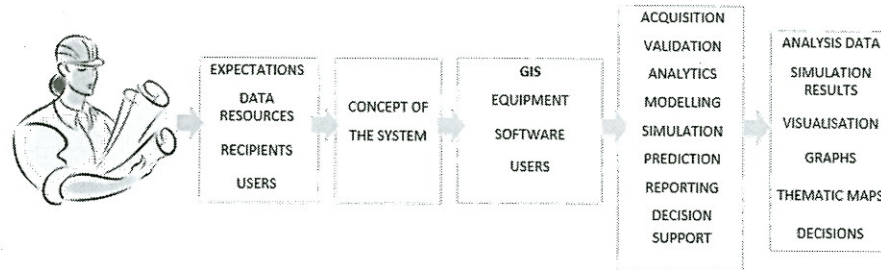 EXPECTATIONS
DATA
RESOURCES
RECIPIENTS
USERS
CONCEPT OF
THE SYSTEM
GIS
EQUIPMENT
SOFTWARE
USERS
ACQUISITION
VALIDATION
ANALYTICS
MODELLING
SIMULATION
PREDICTION
REPORTING
DECISION
SUPPORT
ANALYSIS DATA
SIMULATION
RESULTS
VISUALISATION
GRAPHS
THEMATIC MAPS
DECISIONS